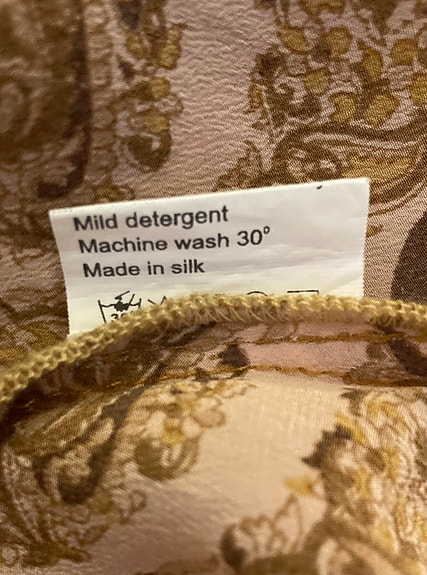 Mild detergent
Machine wash 30°
Made in silk